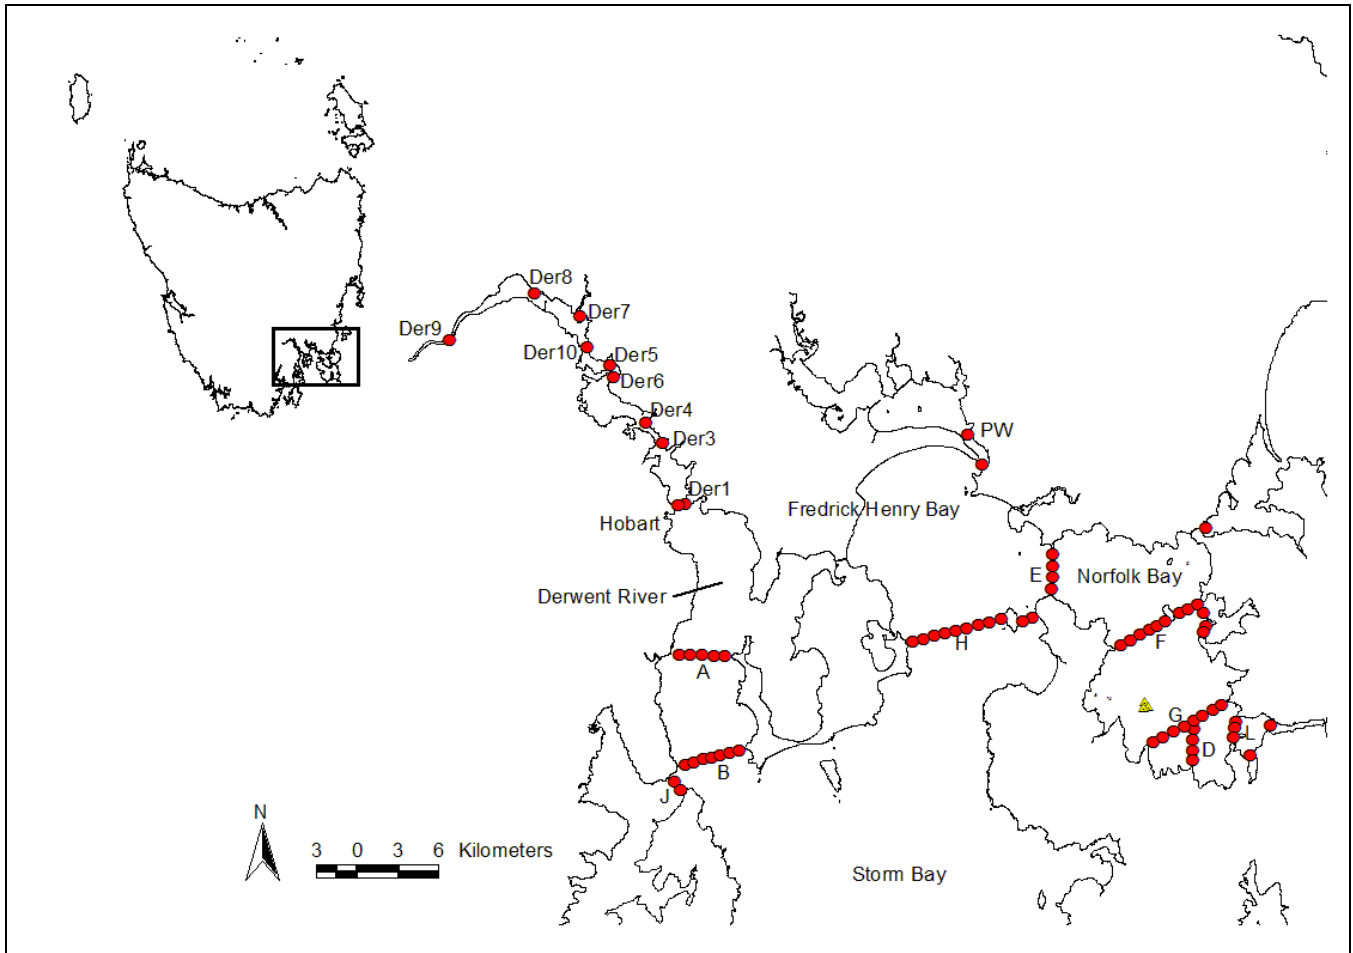 Der8
Der7
Der9
Der10
Der5
Der6
Der4
Der3
PW
Der1
Fredrick Henry Bay
Hobart
E
Norfolk Bay
Derwent River
H
F
A
G
L
D
B
J
N
3 0 3 6 Kilometers
Storm Bay